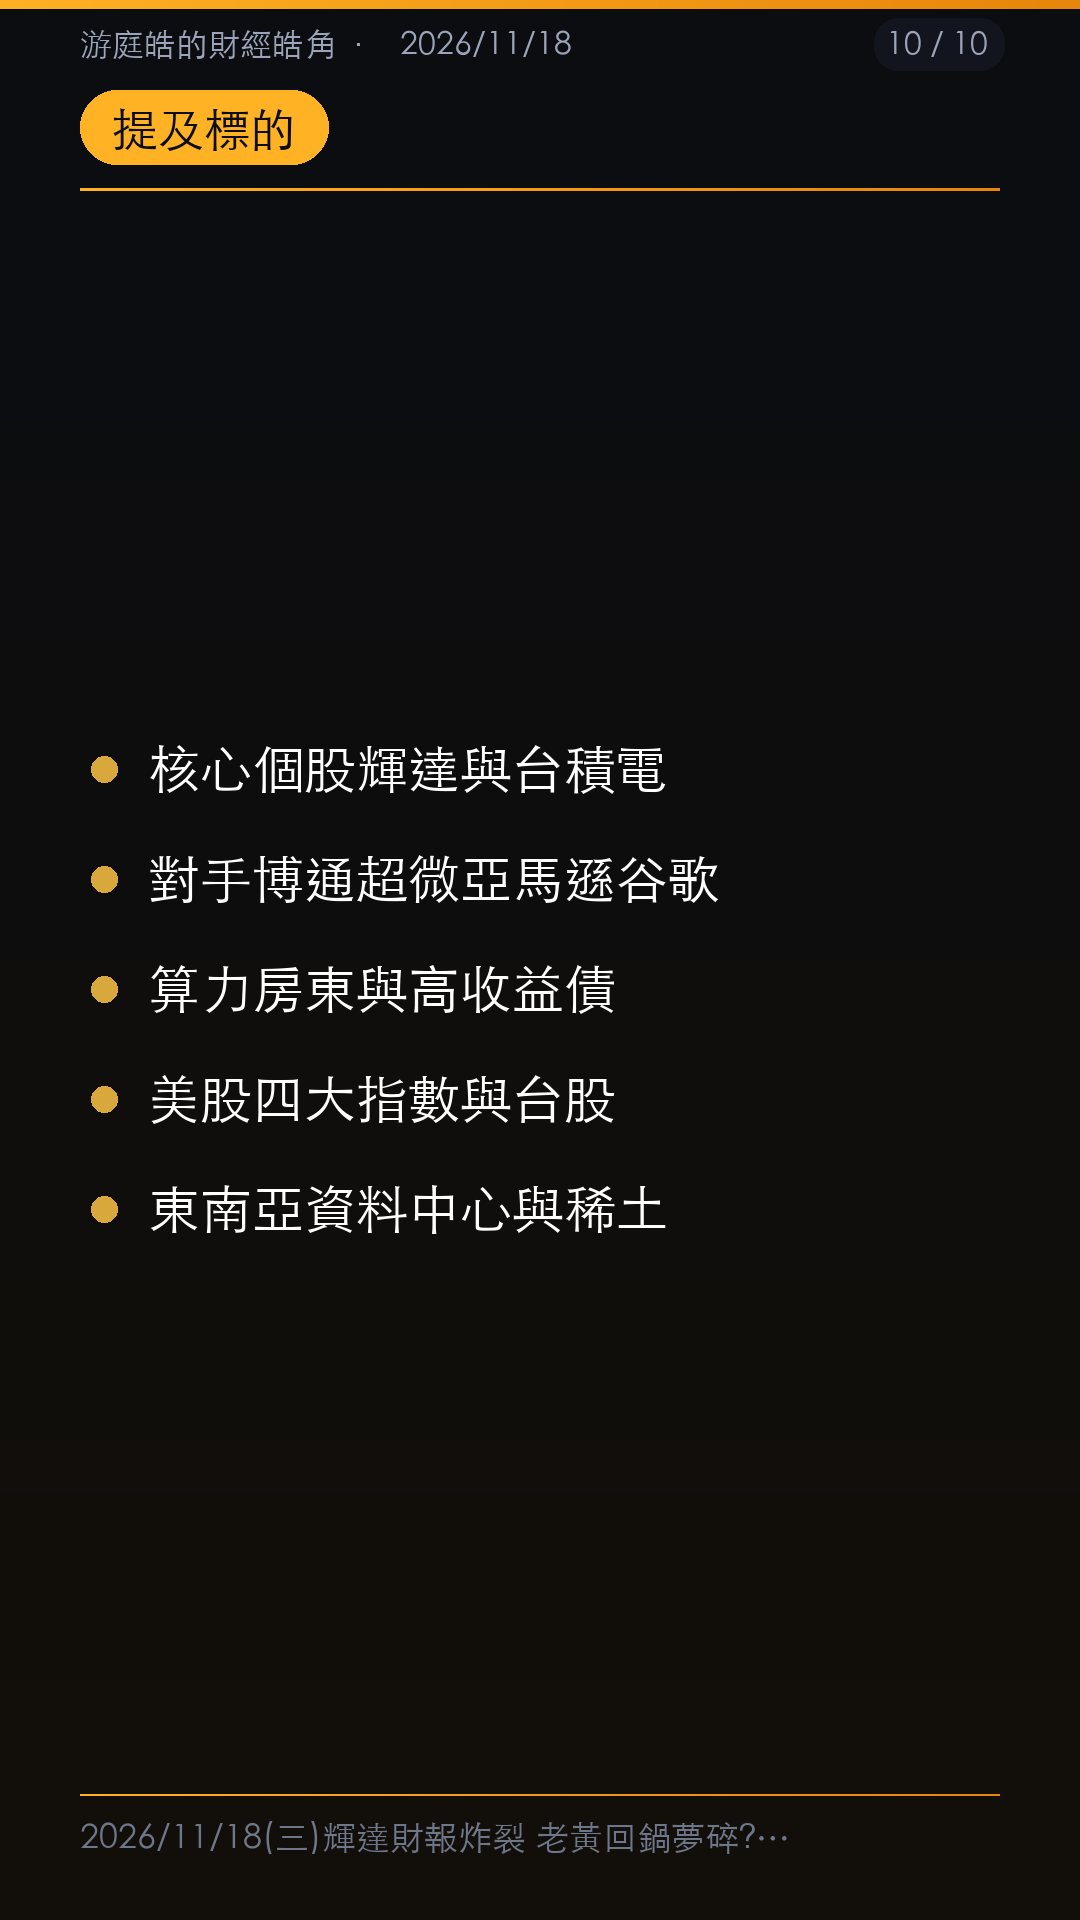 游庭皓的財經皓角 · 2026/11/18
10 / 10
提及標的
核心個股輝達與台積電
對手博通超微亞馬遜谷歌
算力房東與高收益債
美股四大指數與台股
東南亞資料中心與稀土
2026/11/18(三)輝達財報炸裂 老黃回鍋夢碎?…